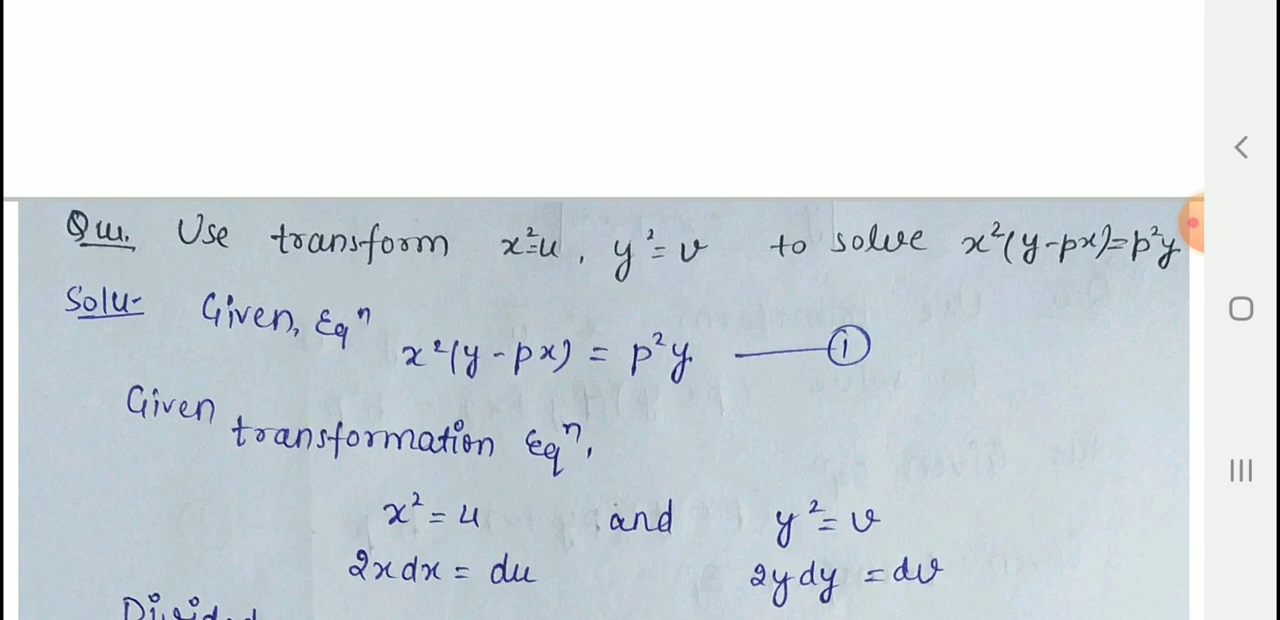 Qu. Use transform x²=u, y²=v to solve x²(y-px)=p²y
Solu- Given, Eqⁿ
x²(y-px) = p²y ——— ①
Given
transformation Eqⁿ,
x² = u and y² = v
2xdx = du 2ydy = dv
Divided